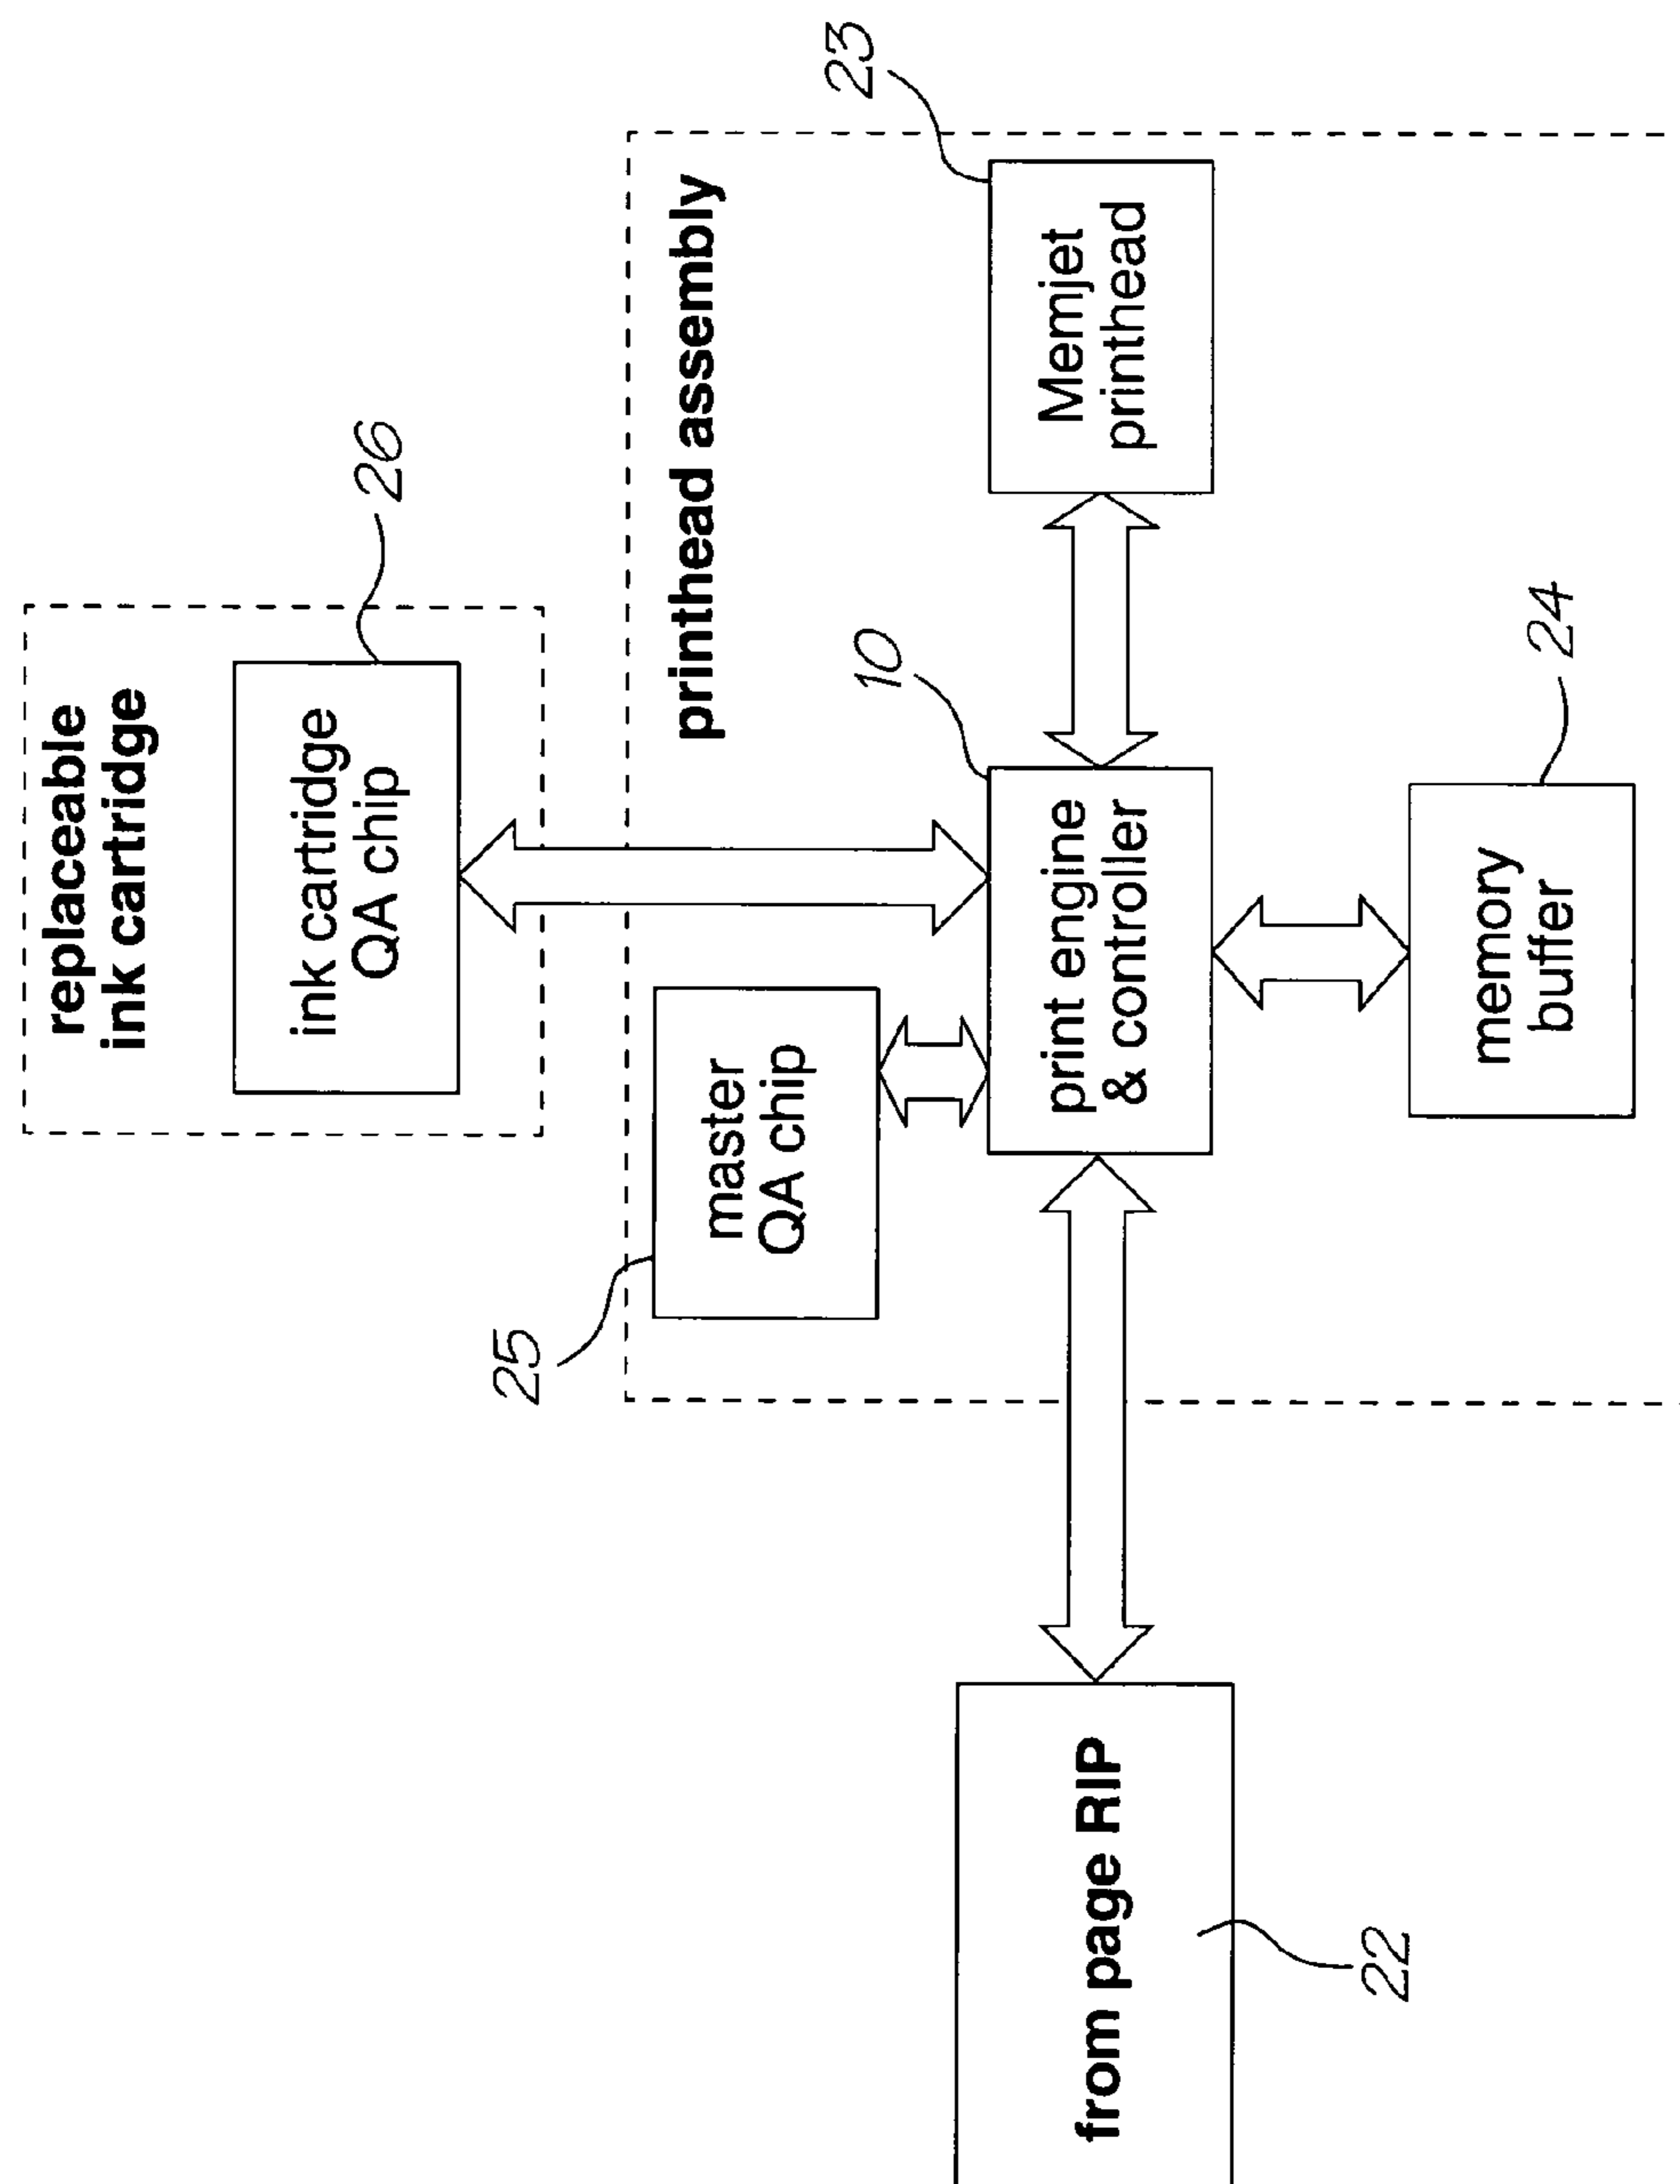 replaceable
ink cartridge
ink cartridge
QA chip
26
printhead assembly
25
master
QA chip
10
23
print engine
& controller
Memjet
printhead
from page RIP
22
memory
buffer
24